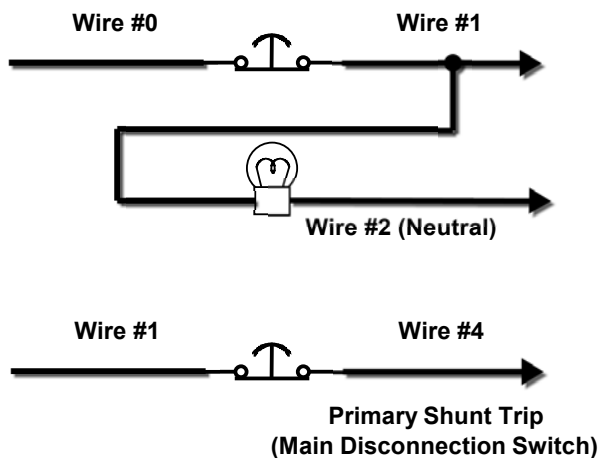 Wire #0
Wire #1
Wire #2 (Neutral)
Wire #1
Wire #4
Primary Shunt Trip
(Main Disconnection Switch)